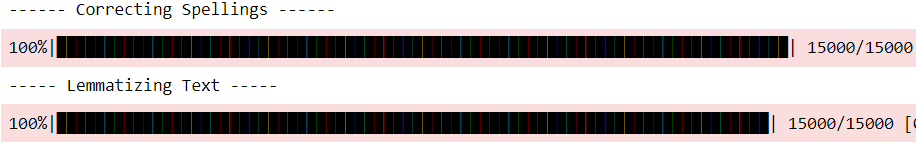 ------ Correcting Spellings ------
100%|██████████████████████████████████████████████████████████████████████████| 15000/15000
----- Lemmatizing Text -----
100%|████████████████████████████████████████████████████████████████████████| 15000/15000 [